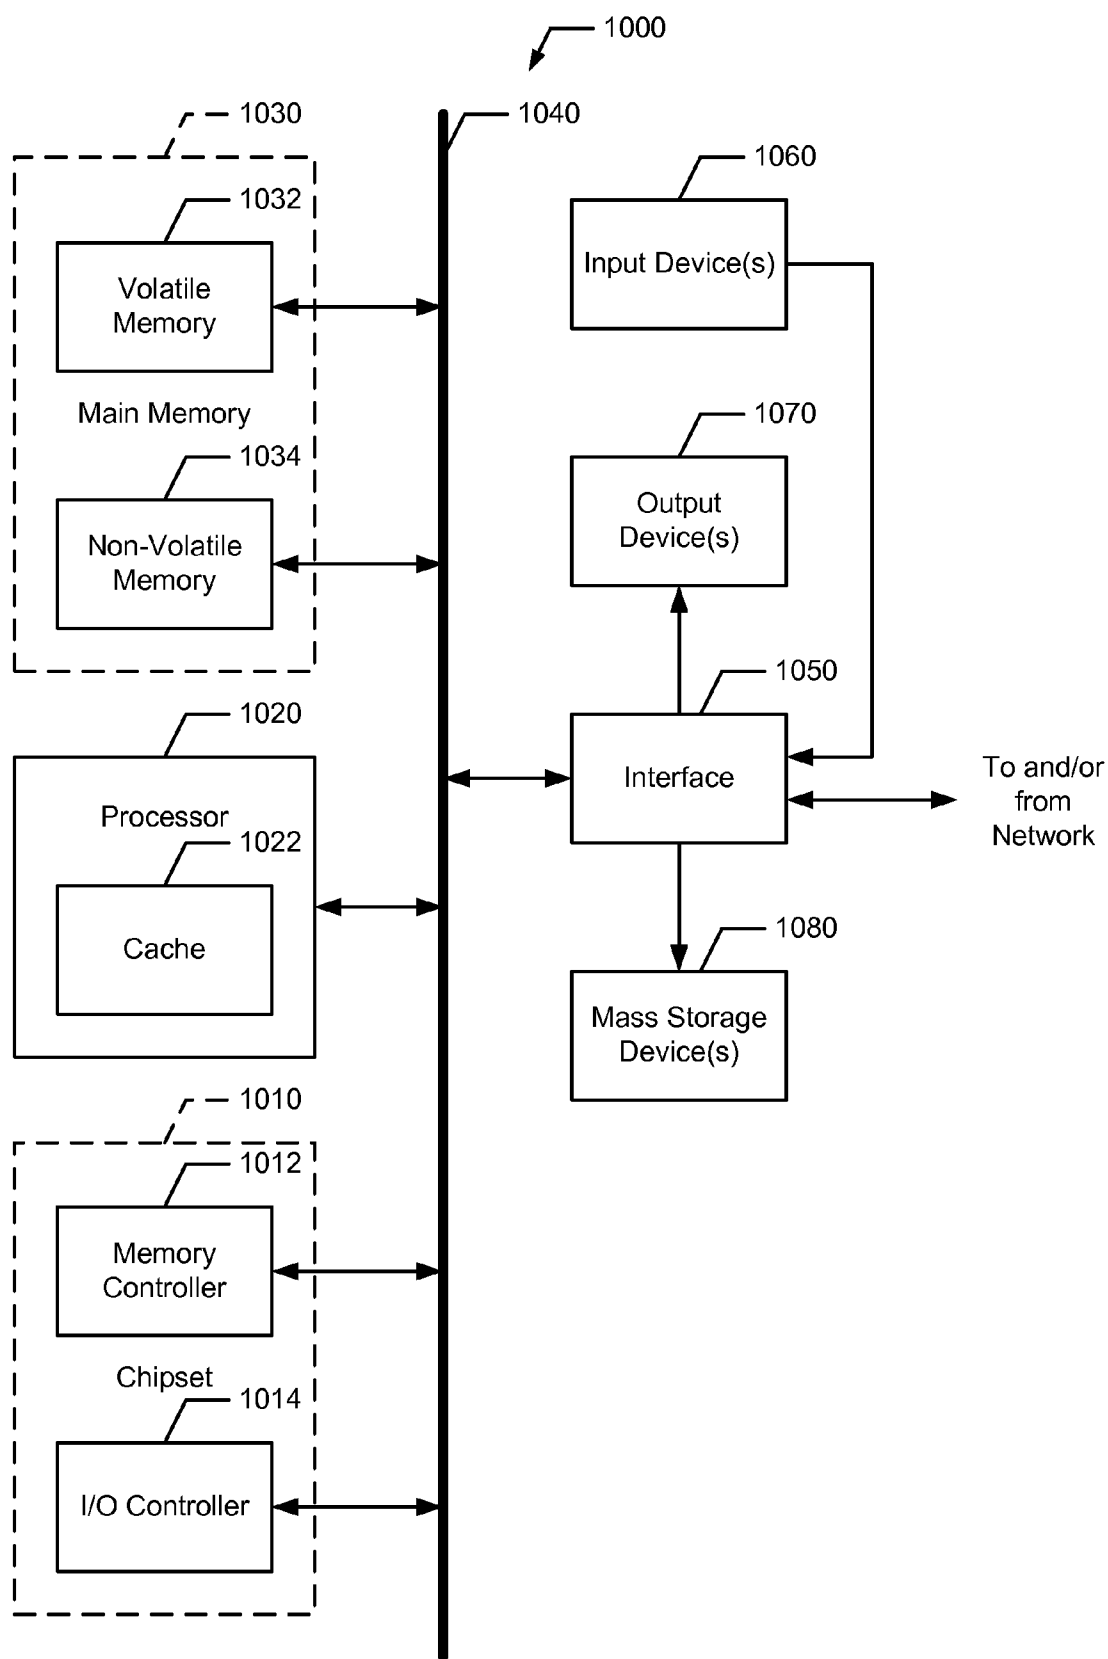 1000
1030
1040
1032
Volatile
Memory
Main Memory
1034
Non-Volatile
Memory
1020
Processor
1022
Cache
1010
1012
Memory
Controller
Chipset
1014
I/O Controller
1060
Input Device(s)
1070
Output
Device(s)
1050
Interface
To and/or
from
Network
1080
Mass Storage
Device(s)